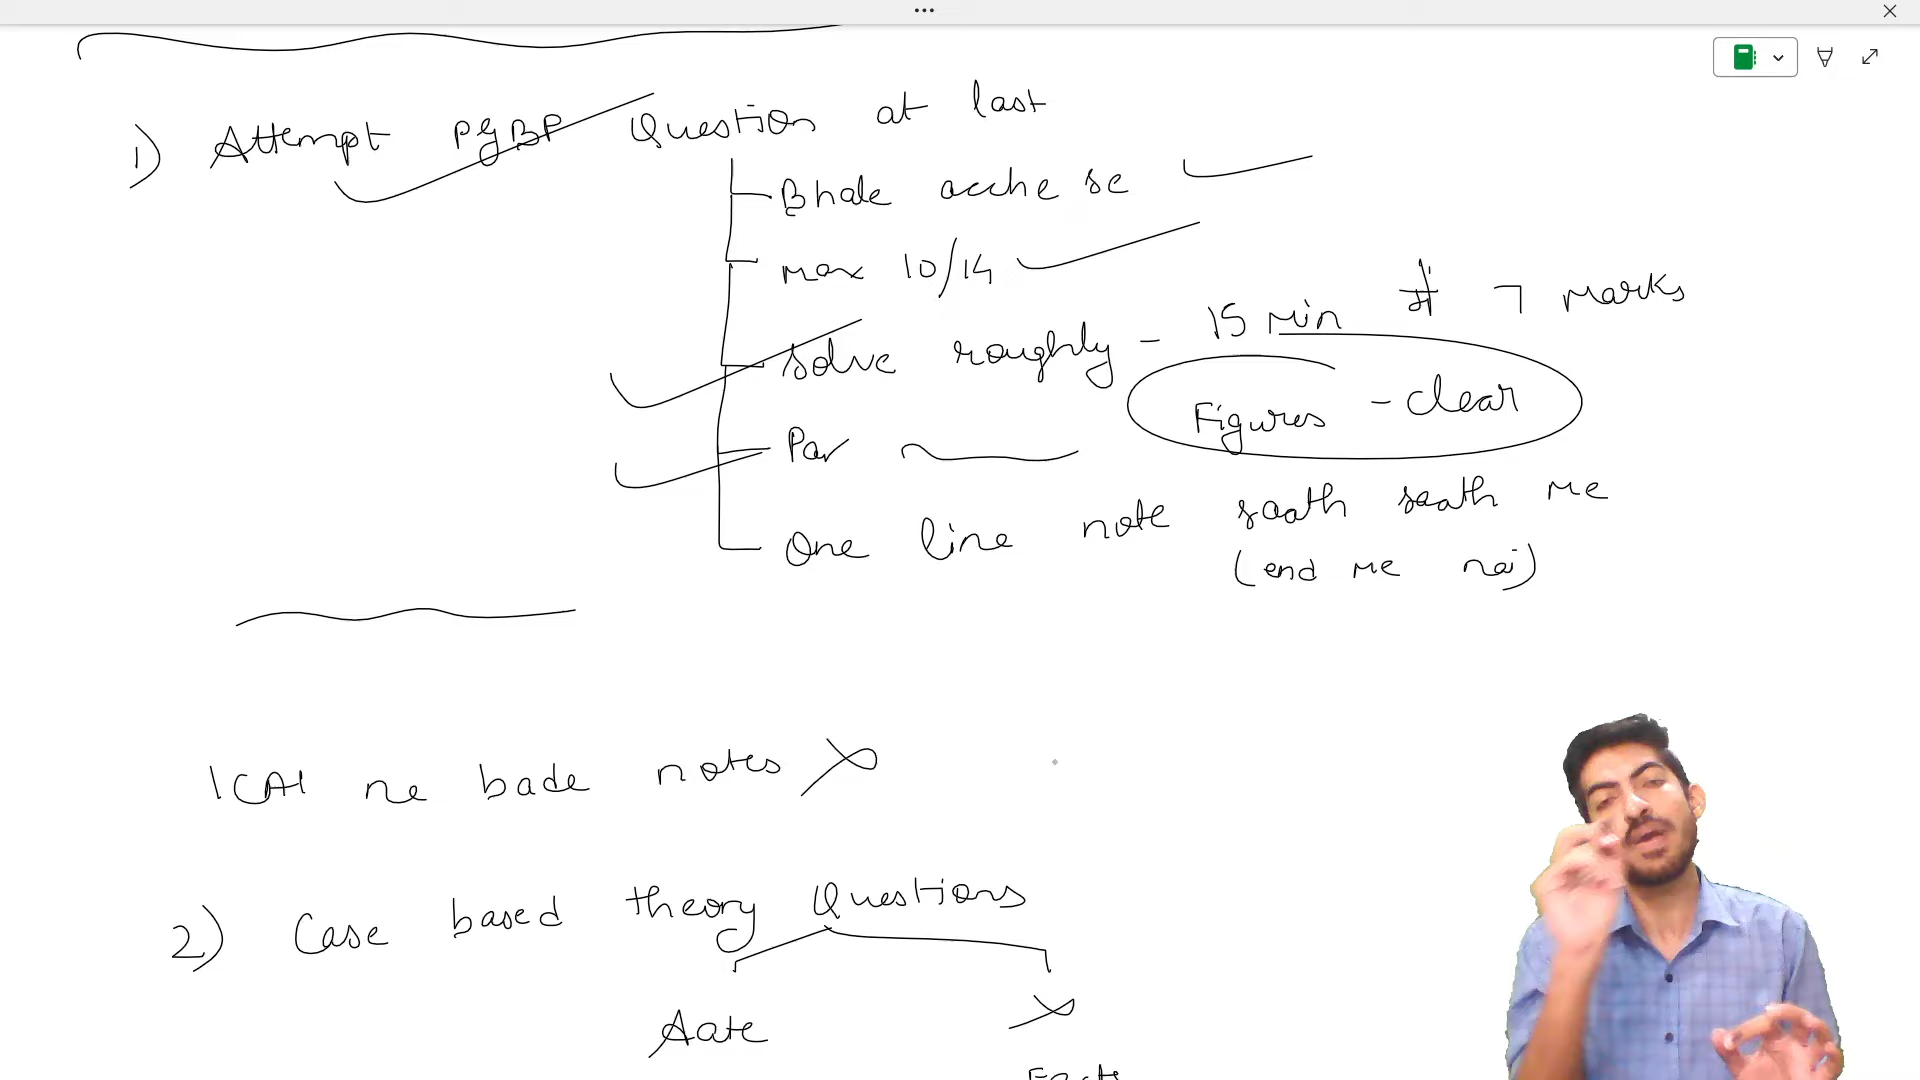 1) Attempt PGBP Question at last
Bhale acche se
max 10/14
Solve roughly - 15 min # 7 marks
Figures - clear
Par
One line note saath saath me
(end me nai)
ICAI ne bade notes
2) Case based theory Questions
Aate